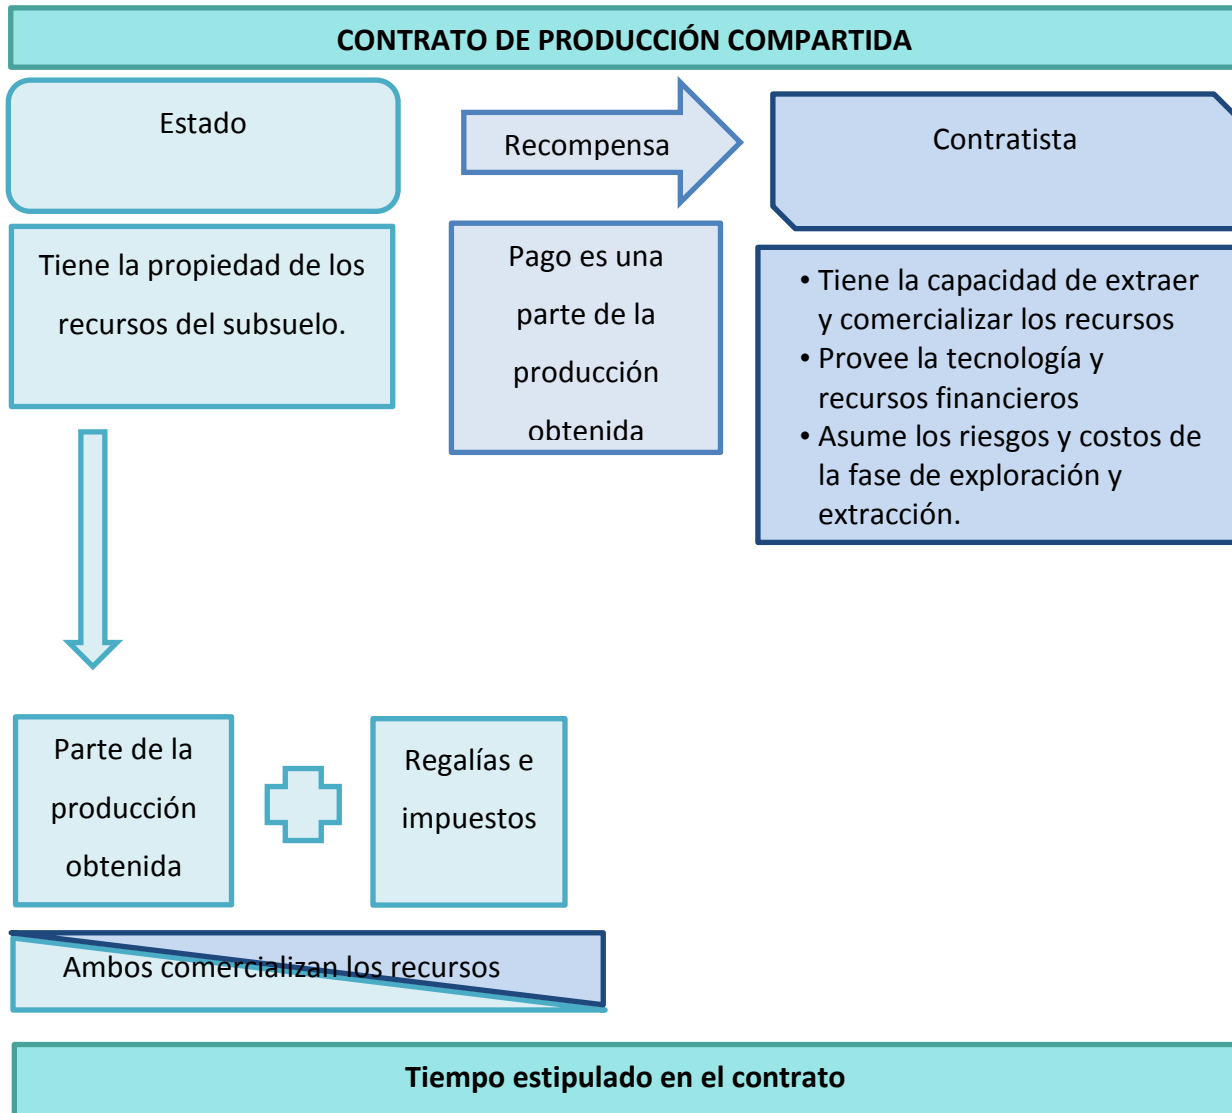 CONTRATO DE PRODUCCIÓN COMPARTIDA
Estado
Recompensa
Contratista
Tiene la propiedad de los
recursos del subsuelo.
Pago es una
parte de la
producción
obtenida
• Tiene la capacidad de extraer
y comercializar los recursos
• Provee la tecnología y
recursos financieros
• Asume los riesgos y costos de
la fase de exploración y
extracción.
Parte de la
producción
obtenida
Regalías e
impuestos
Ambos comercializan los recursos
Tiempo estipulado en el contrato